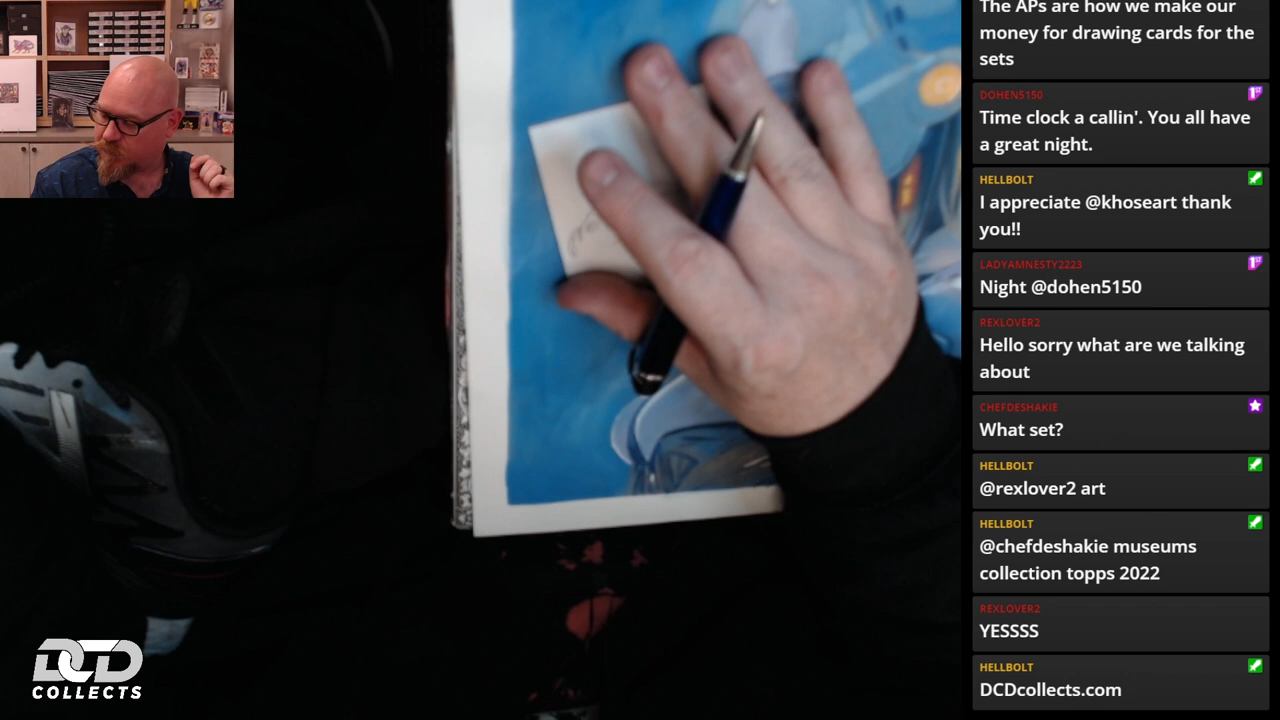 The APs are how we make our
money for drawing cards for the
sets
DOHEN5150
Time clock a callin'. You all have
a great night.
HELLBOLT
I appreciate @khoseart thank
you!!
LADYAMNESTY2223
Night @dohen5150
REXLOVER2
Hello sorry what are we talking
about
CHEFDESHAKIE
What set?
HELLBOLT
@rexlover2 art
HELLBOLT
@chefdeshakie museums
collection topps 2022
REXLOVER2
YESSSS
HELLBOLT
DCDcollects.com
DCD
COLLECTS